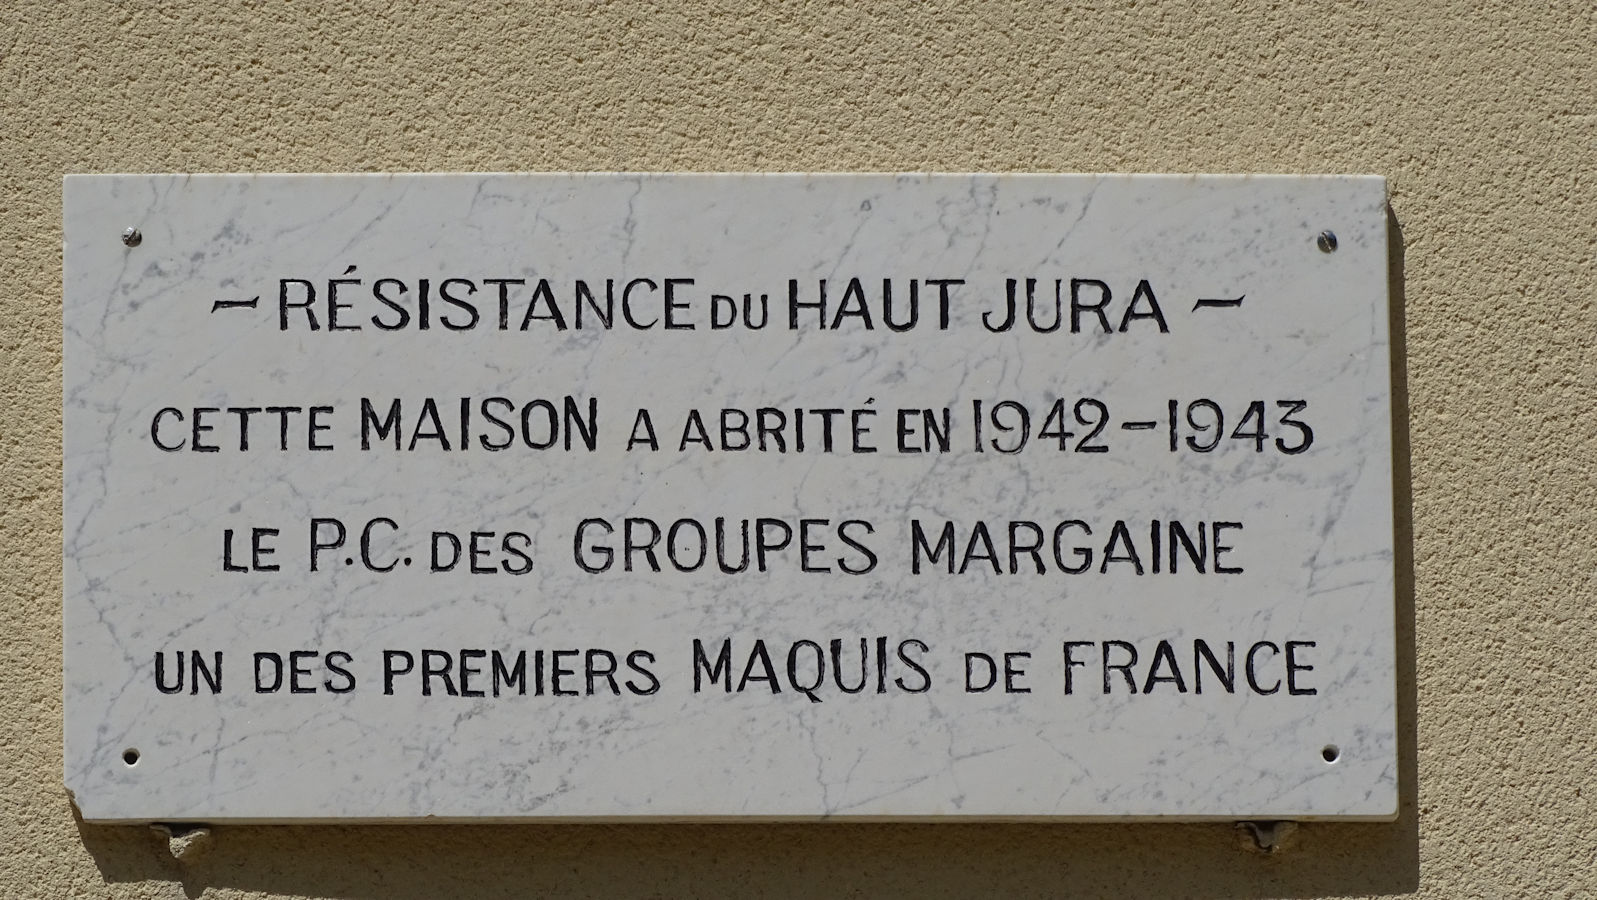 - RÉSISTANCE DU HAUT JURA -
CETTE MAISON A ABRITÉ EN 1942-1943
LE P.C. DES GROUPES MARGAINE
UN DES PREMIERS MAQUIS DE FRANCE